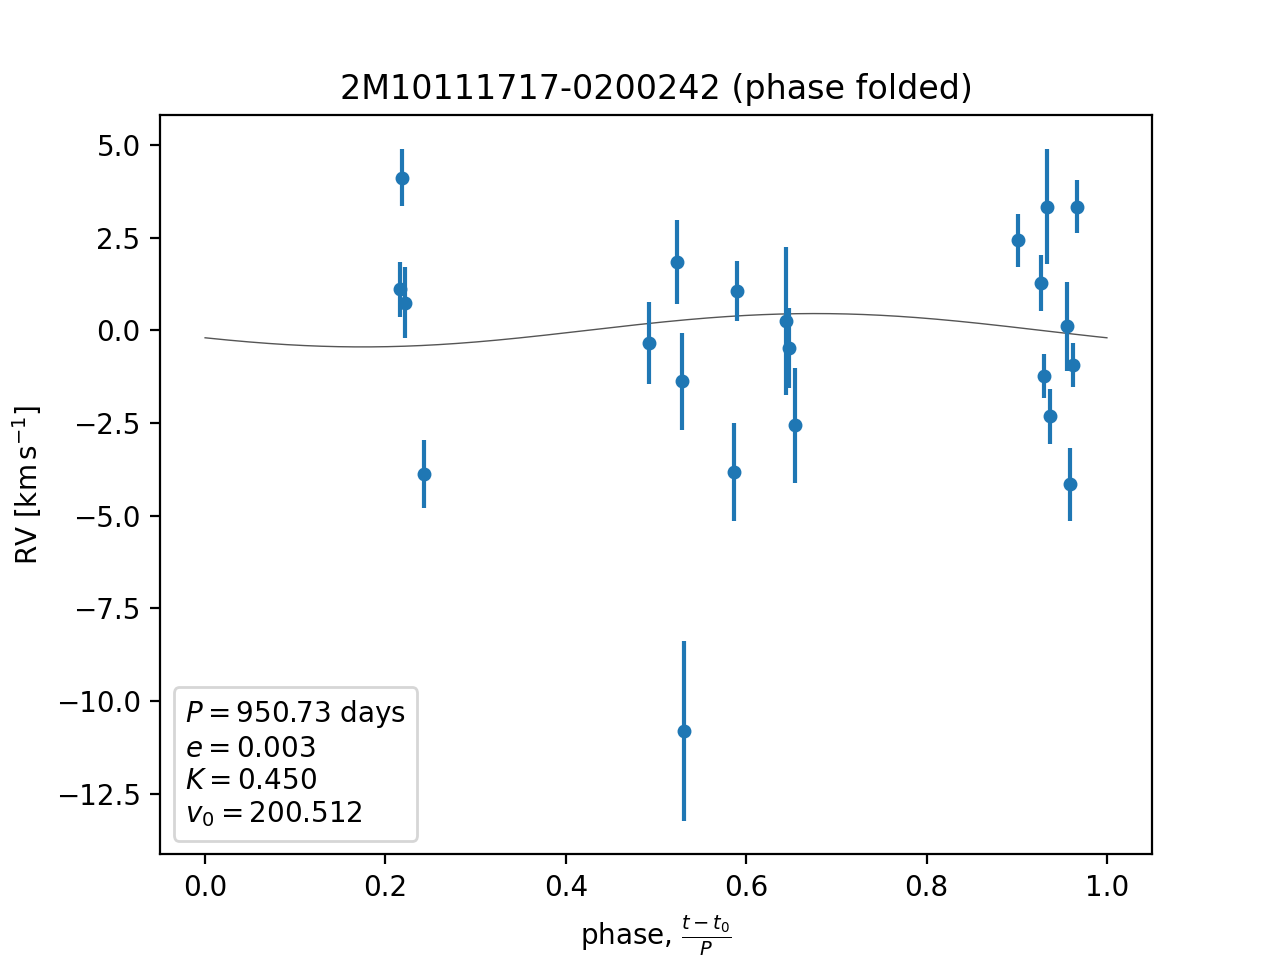 2M10111717-0200242 (phase folded)
5.0
2.5
0.0
−2.5
−5.0
−7.5
−10.0
−12.5
RV [km s⁻¹]
P = 950.73 days
e = 0.003
K = 0.450
v₀ = 200.512
0.0 0.2 0.4 0.6 0.8 1.0
phase, (t − t₀)/P